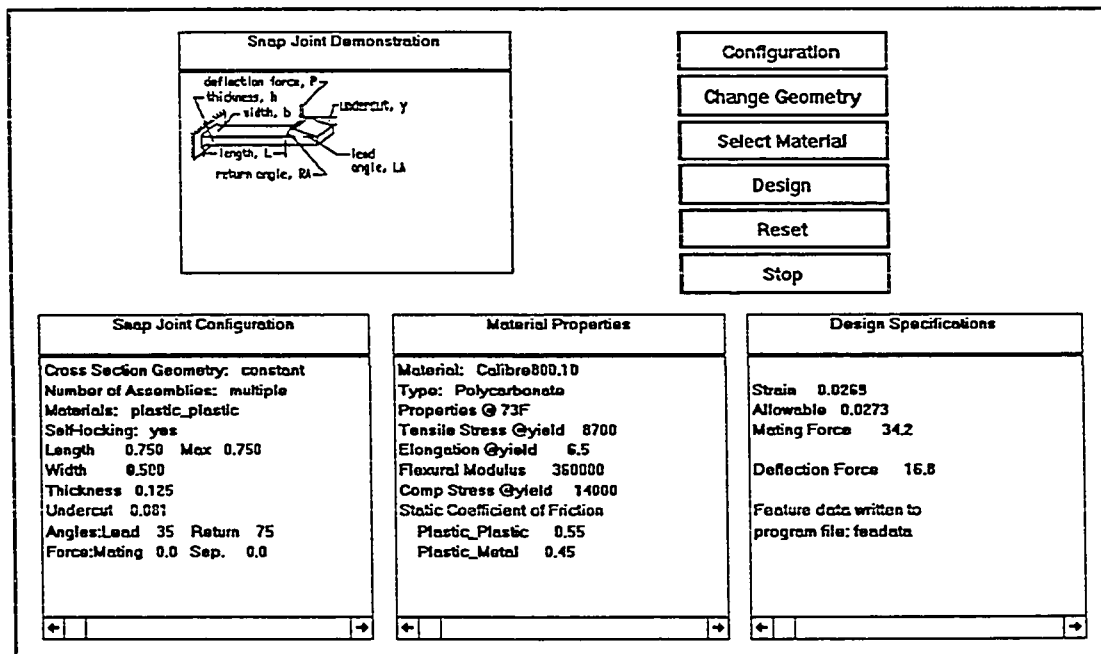 Snap Joint Demonstration
deflection force, P
thickness, h
width, b
undercut, y
length, L
lead
angle, LA
return angle, RA
Configuration
Change Geometry
Select Material
Design
Reset
Stop
Snap Joint Configuration
Cross Section Geometry: constant
Number of Assemblies: multiple
Materials: plastic_plastic
Self-locking: yes
Length 0.750 Max 0.750
Width 0.500
Thickness 0.125
Undercut 0.081
Angles:Lead 35 Return 75
Force:Mating 0.0 Sep. 0.0
Material Properties
Material: Calibre800.10
Type: Polycarbonate
Properties @ 73F
Tensile Stress @yield 8700
Elongation @yield 6.5
Flexural Modulus 350000
Comp Stress @yield 14000
Static Coefficient of Friction
Plastic_Plastic 0.55
Plastic_Metal 0.45
Design Specifications
Strain 0.0268
Allowable 0.0273
Mating Force 34.2
Deflection Force 16.8
Feature data written to
program file: feadata